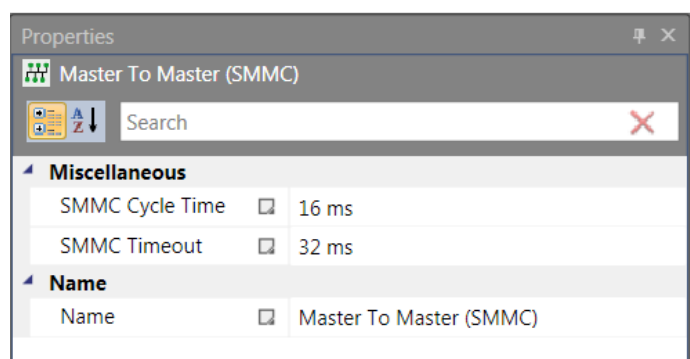 Properties
Master To Master (SMMC)
A Z Search
Miscellaneous
SMMC Cycle Time 16 ms
SMMC Timeout 32 ms
Name
Name Master To Master (SMMC)